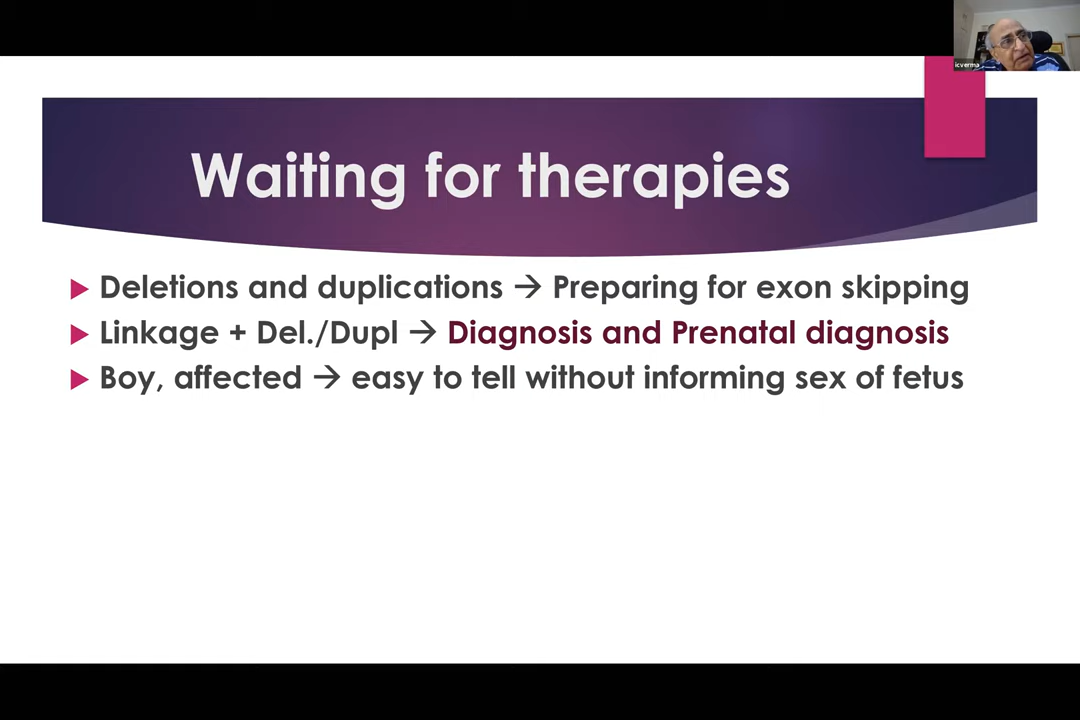 icverma
Waiting for therapies
Deletions and duplications → Preparing for exon skipping
Linkage + Del./Dupl → Diagnosis and Prenatal diagnosis
Boy, affected → easy to tell without informing sex of fetus